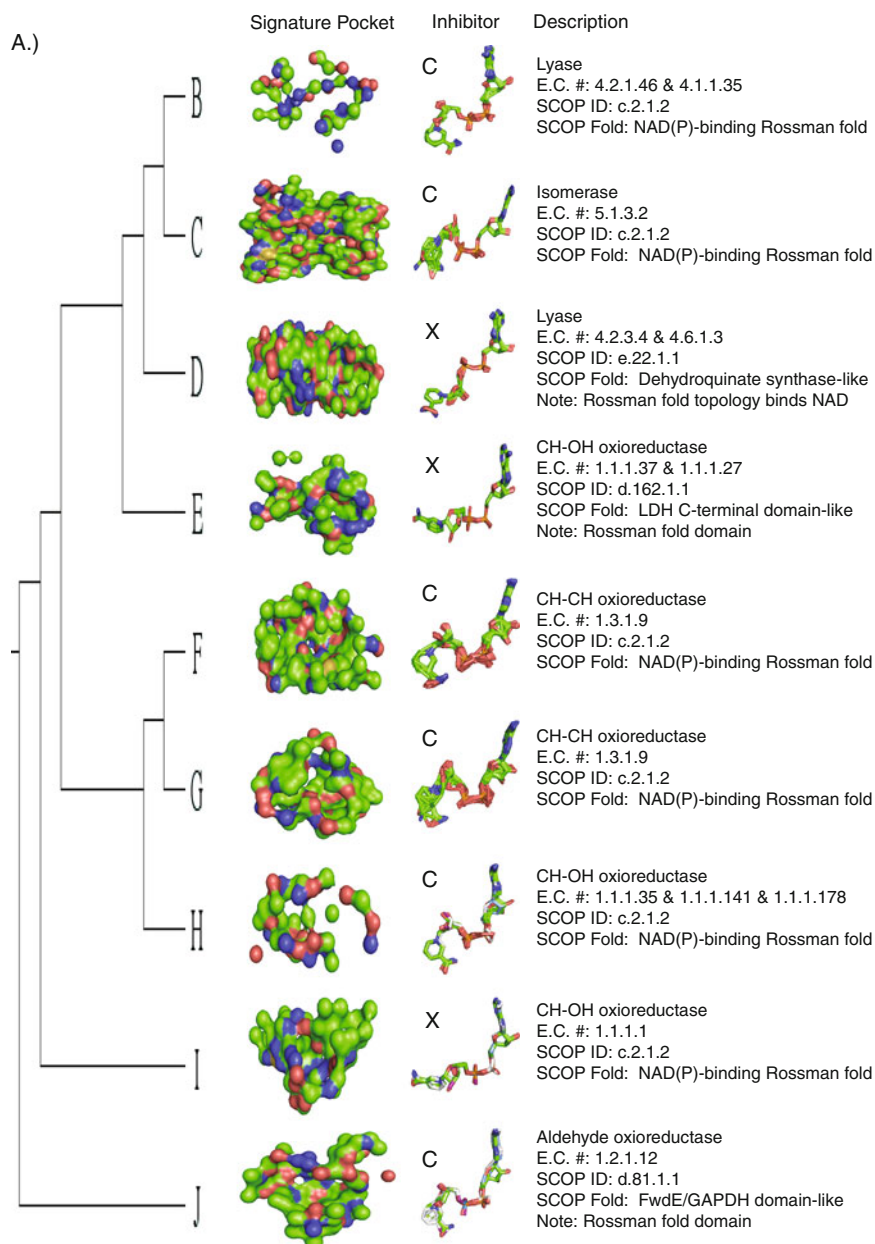 A.)
Signature Pocket Inhibitor Description
B
C
Lyase
E.C. #: 4.2.1.46 & 4.1.1.35
SCOP ID: c.2.1.2
SCOP Fold: NAD(P)-binding Rossman fold
C
C
Isomerase
E.C. #: 5.1.3.2
SCOP ID: c.2.1.2
SCOP Fold: NAD(P)-binding Rossman fold
D
X
Lyase
E.C. #: 4.2.3.4 & 4.6.1.3
SCOP ID: e.22.1.1
SCOP Fold: Dehydroquinate synthase-like
Note: Rossman fold topology binds NAD
E
X
CH-OH oxioreductase
E.C. #: 1.1.1.37 & 1.1.1.27
SCOP ID: d.162.1.1
SCOP Fold: LDH C-terminal domain-like
Note: Rossman fold domain
F
C
CH-CH oxioreductase
E.C. #: 1.3.1.9
SCOP ID: c.2.1.2
SCOP Fold: NAD(P)-binding Rossman fold
G
C
CH-CH oxioreductase
E.C. #: 1.3.1.9
SCOP ID: c.2.1.2
SCOP Fold: NAD(P)-binding Rossman fold
H
C
CH-OH oxioreductase
E.C. #: 1.1.1.35 & 1.1.1.141 & 1.1.1.178
SCOP ID: c.2.1.2
SCOP Fold: NAD(P)-binding Rossman fold
I
X
CH-OH oxioreductase
E.C. #: 1.1.1.1
SCOP ID: c.2.1.2
SCOP Fold: NAD(P)-binding Rossman fold
J
C
Aldehyde oxioreductase
E.C. #: 1.2.1.12
SCOP ID: d.81.1.1
SCOP Fold: FwdE/GAPDH domain-like
Note: Rossman fold domain